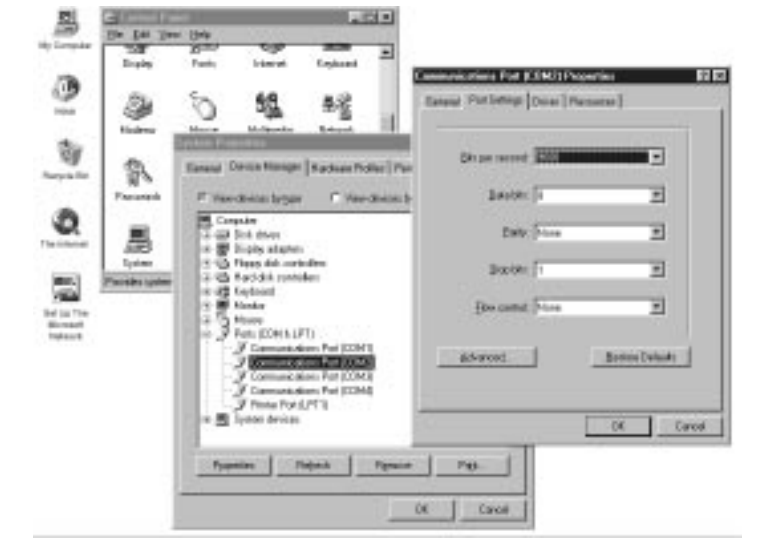 My Computer
Inbox
Recycle Bin
The Internet
Set Up The
Microsoft
Network
Control Panel
File Edit View Help
Display Fonts Internet Keyboard
Modems Mouse Multimedia Network
Passwords
System
Provides system
System Properties
General Device Manager Hardware Profiles
View devices by type View devices b
Computer
Disk drives
Display adapters
Floppy disk controllers
Hard disk controllers
Keyboard
Monitor
Mouse
Ports (COM & LPT)
Communications Port (COM1)
Communications Port (COM2)
Communications Port (COM3)
Communications Port (COM4)
Printer Port (LPT1)
System devices
Properties Refresh Remove Print...
OK Cancel
Communications Port (COM2) Properties
General Port Settings Driver Resources
Bits per second: 9600
Data bits: 8
Parity: None
Stop bits: 1
Flow control: None
Advanced... Restore Defaults
OK Cancel